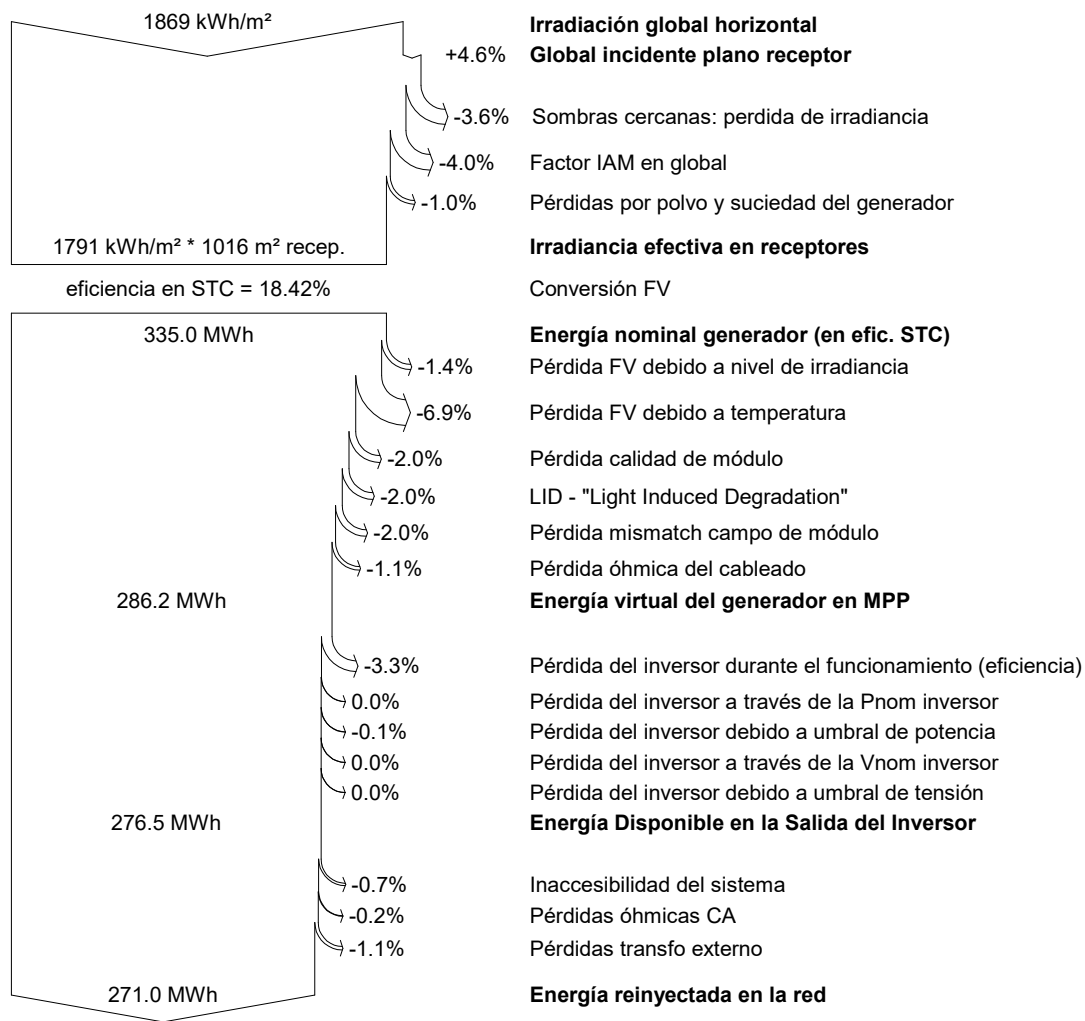 1869 kWh/m² Irradiación global horizontal
+4.6% Global incidente plano receptor
-3.6% Sombras cercanas: perdida de irradiancia
-4.0% Factor IAM en global
-1.0% Pérdidas por polvo y suciedad del generador
1791 kWh/m² * 1016 m² recep. Irradiancia efectiva en receptores
eficiencia en STC = 18.42% Conversión FV
335.0 MWh Energía nominal generador (en efic. STC)
-1.4% Pérdida FV debido a nivel de irradiancia
-6.9% Pérdida FV debido a temperatura
-2.0% Pérdida calidad de módulo
-2.0% LID - "Light Induced Degradation"
-2.0% Pérdida mismatch campo de módulo
-1.1% Pérdida óhmica del cableado
286.2 MWh Energía virtual del generador en MPP
-3.3% Pérdida del inversor durante el funcionamiento (eficiencia)
0.0% Pérdida del inversor a través de la Pnom inversor
-0.1% Pérdida del inversor debido a umbral de potencia
0.0% Pérdida del inversor a través de la Vnom inversor
0.0% Pérdida del inversor debido a umbral de tensión
276.5 MWh Energía Disponible en la Salida del Inversor
-0.7% Inaccesibilidad del sistema
-0.2% Pérdidas óhmicas CA
-1.1% Pérdidas transfo externo
271.0 MWh Energía reinyectada en la red